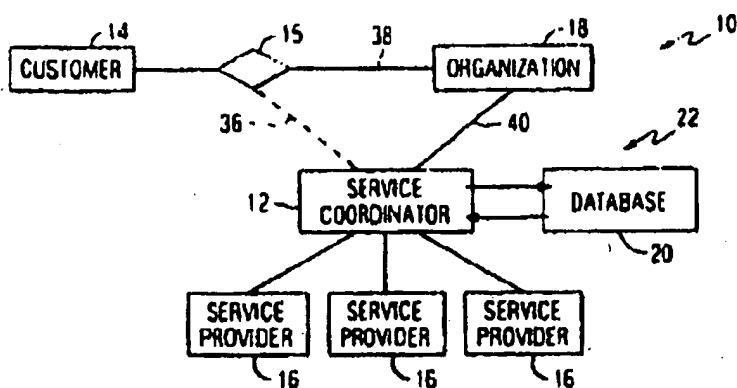 14
15
38
18
10
CUSTOMER
ORGANIZATION
36
40
22
12
SERVICE
COORDINATOR
DATABASE
20
SERVICE
PROVIDER
SERVICE
PROVIDER
SERVICE
PROVIDER
16
16
16